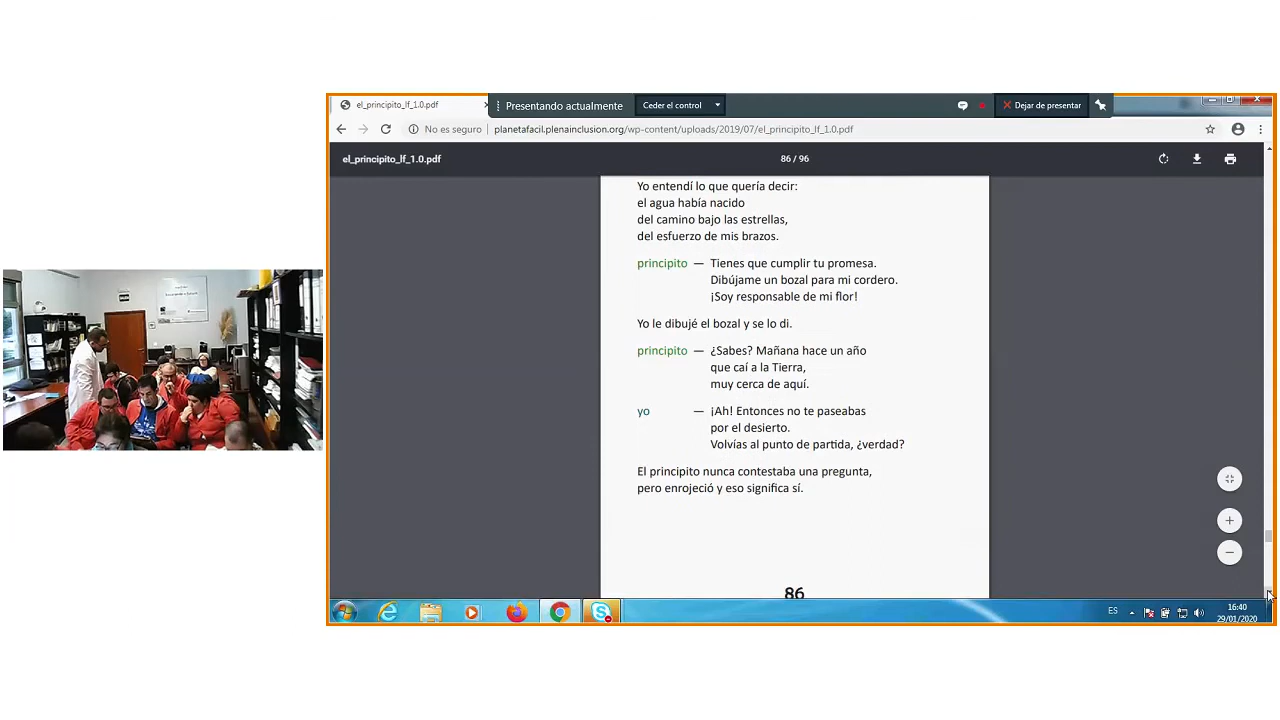 el_principito_lf_1.0.pdf
Presentando actualmente
Ceder el control
Dejar de presentar
No es seguro
planetafacil.plenainclusion.org/wp-content/uploads/2019/07/el_principito_lf_1.0.pdf
el_principito_lf_1.0.pdf
86 / 96
Yo entendí lo que quería decir:
el agua había nacido
del camino bajo las estrellas,
del esfuerzo de mis brazos.
principito — Tienes que cumplir tu promesa.
Dibújame un bozal para mi cordero.
¡Soy responsable de mi flor!
Yo le dibujé el bozal y se lo di.
principito — ¿Sabes? Mañana hace un año
que caí a la Tierra,
muy cerca de aquí.
yo — ¡Ah! Entonces no te paseabas
por el desierto.
Volvías al punto de partida, ¿verdad?
El principito nunca contestaba una pregunta,
pero enrojeció y eso significa sí.
86
ES
16:40
29/01/2020